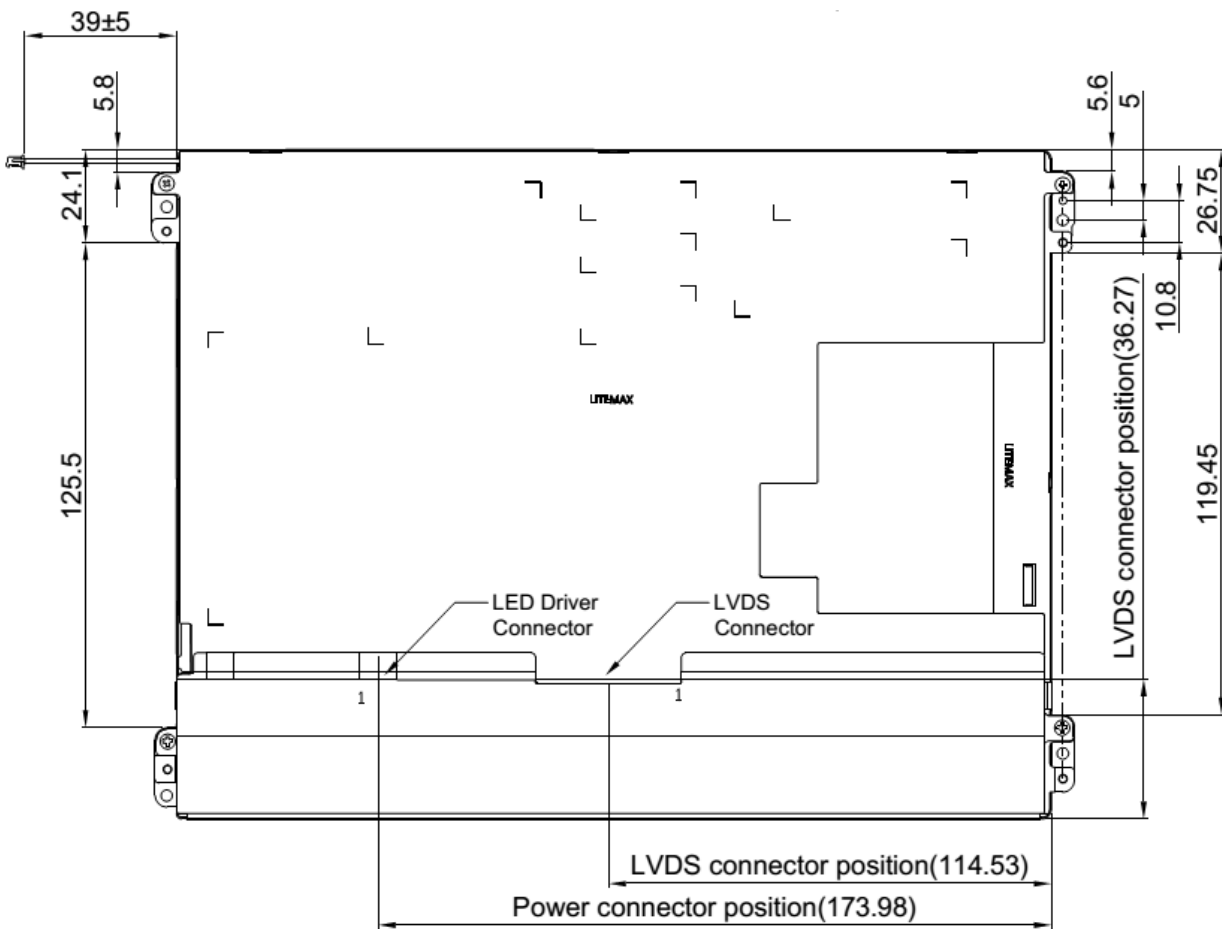 39±5
5.8
24.1
125.5
5.6
5
26.75
10.8
119.45
LVDS connector position(36.27)
LITEMAX
LITEMAX
LED Driver
Connector
LVDS
Connector
1
1
LVDS connector position(114.53)
Power connector position(173.98)